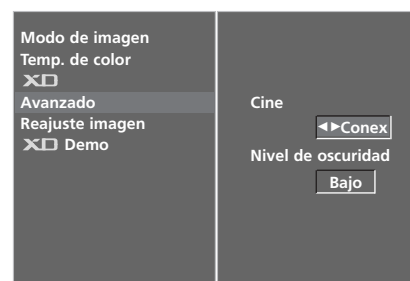 Modo de imagen
Temp. de color
XD
Avanzado
Reajuste imagen
XD Demo
Cine
◄►Conex
Nivel de oscuridad
Bajo